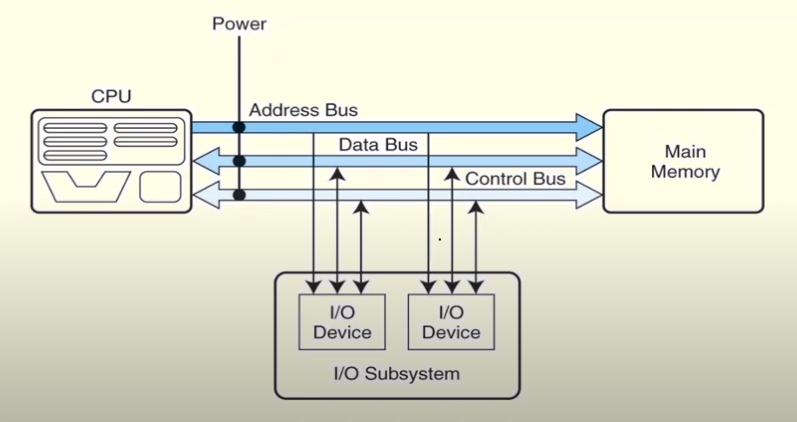 Power
CPU
Address Bus
Data Bus
Control Bus
Main
Memory
I/O
Device
I/O
Device
I/O Subsystem